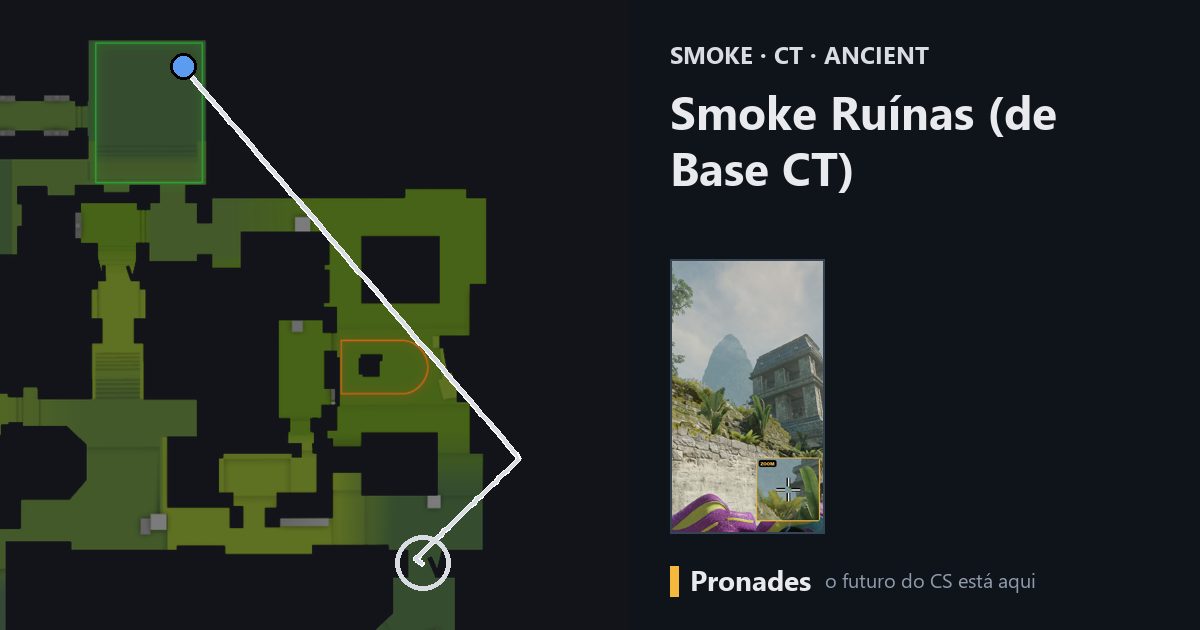 SMOKE · CT · ANCIENT
Smoke Ruínas (de
Base CT)
ZOOM
Pronades o futuro do CS está aqui